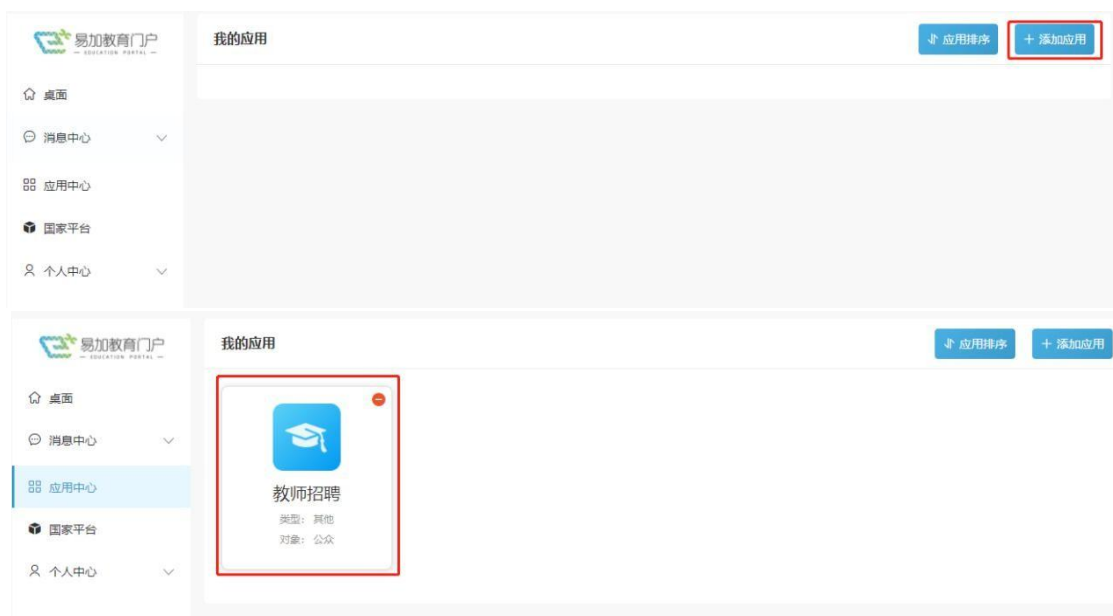 易加教育门户
— EDUCATION PORTAL —
我的应用
应用排序
+ 添加应用
桌面
消息中心
应用中心
国家平台
个人中心
易加教育门户
— EDUCATION PORTAL —
我的应用
应用排序
+ 添加应用
桌面
消息中心
应用中心
国家平台
个人中心
教师招聘
类型：其他
对象：公众